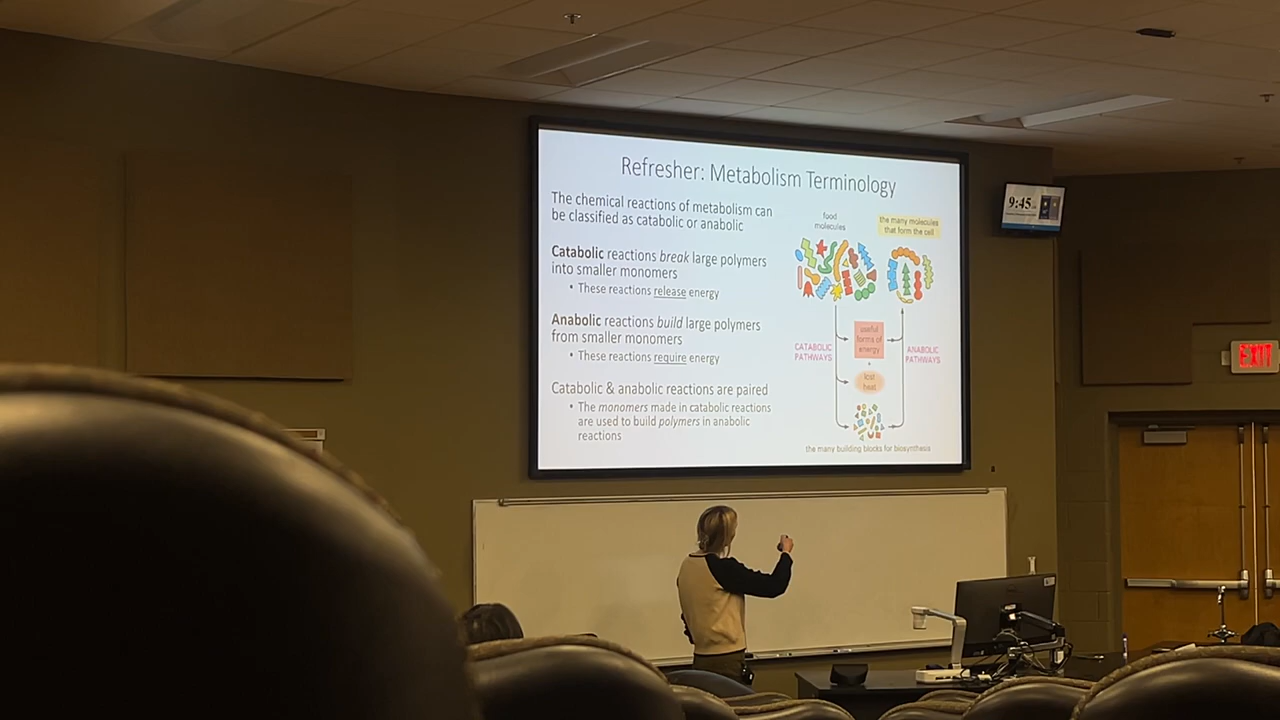 Refresher: Metabolism Terminology
The chemical reactions of metabolism can
be classified as catabolic or anabolic
Catabolic reactions break large polymers
into smaller monomers
• These reactions release energy
Anabolic reactions build large polymers
from smaller monomers
• These reactions require energy
Catabolic & anabolic reactions are paired
• The monomers made in catabolic reactions
are used to build polymers in anabolic
reactions
food
molecules
the many molecules
that form the cell
CATABOLIC
PATHWAYS
useful
forms of
energy
+
lost
heat
ANABOLIC
PATHWAYS
the many building blocks for biosynthesis
9:45
EXIT